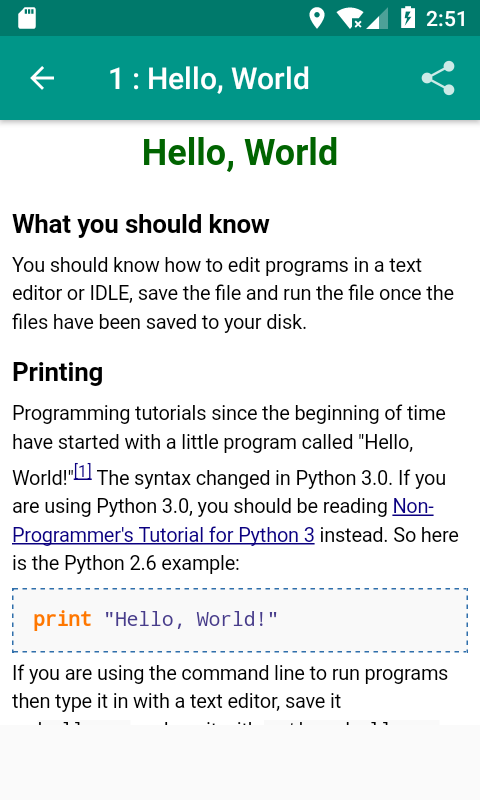 2:51
1 : Hello, World
Hello, World
What you should know
You should know how to edit programs in a text
editor or IDLE, save the file and run the file once the
files have been saved to your disk.
Printing
Programming tutorials since the beginning of time
have started with a little program called "Hello,
World!"[1] The syntax changed in Python 3.0. If you
are using Python 3.0, you should be reading Non-
Programmer's Tutorial for Python 3 instead. So here
is the Python 2.6 example:
print "Hello, World!"
If you are using the command line to run programs
then type it in with a text editor, save it